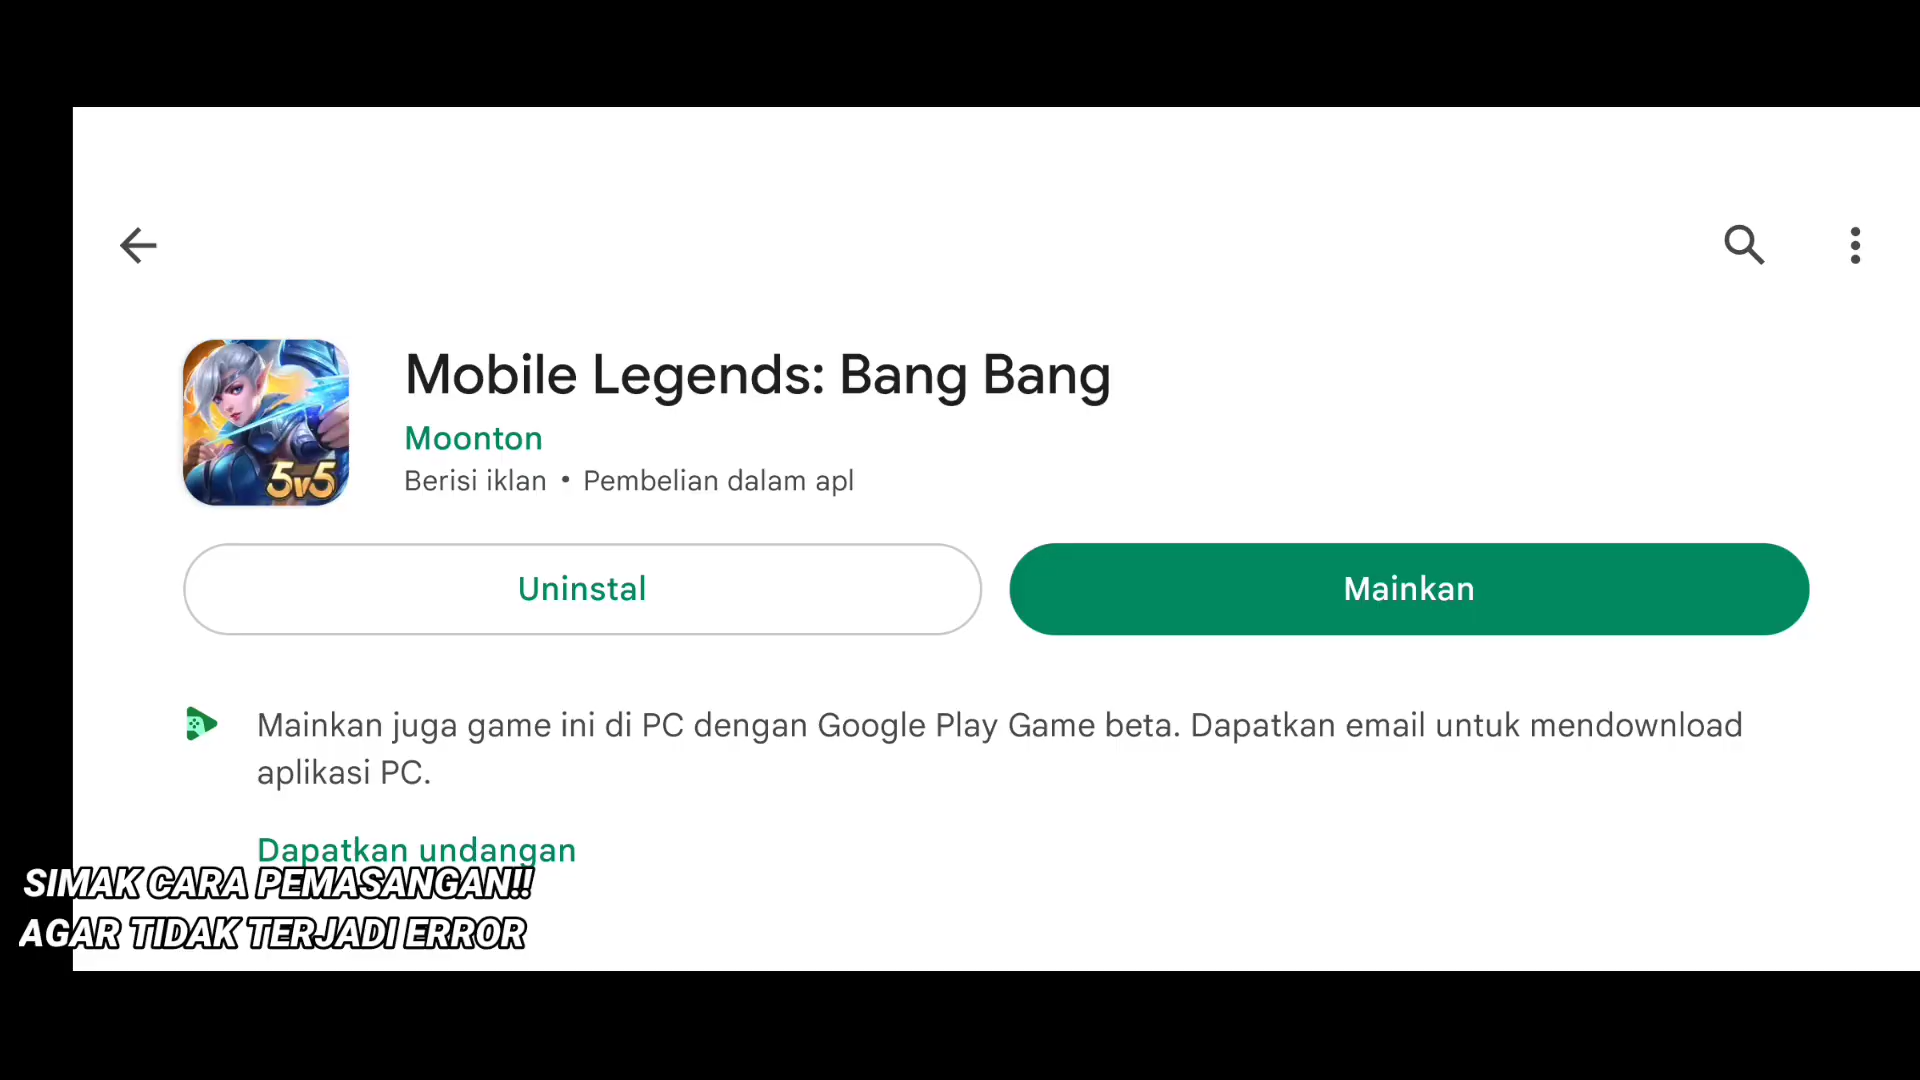 Mobile Legends: Bang Bang
Moonton
Berisi iklan • Pembelian dalam apl
5v5
Uninstal
Mainkan
Mainkan juga game ini di PC dengan Google Play Game beta. Dapatkan email untuk mendownload
aplikasi PC.
Dapatkan undangan
SIMAK CARA PEMASANGAN!!
AGAR TIDAK TERJADI ERROR